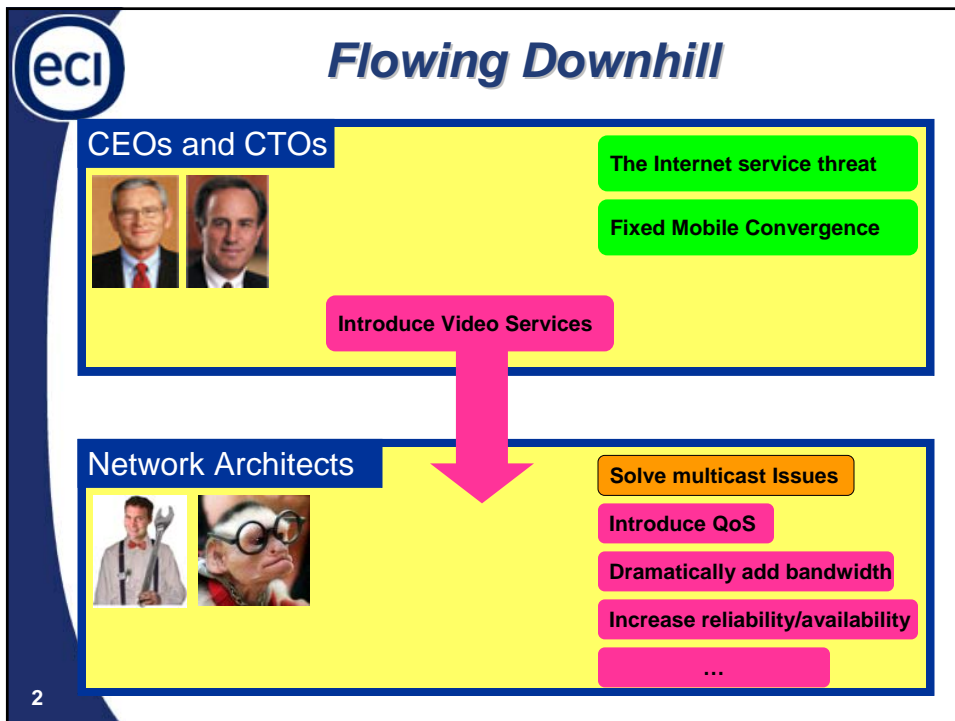 eci
Flowing Downhill
CEOs and CTOs
The Internet service threat
Fixed Mobile Convergence
Introduce Video Services
Network Architects
Solve multicast Issues
Introduce QoS
Dramatically add bandwidth
Increase reliability/availability
...
2